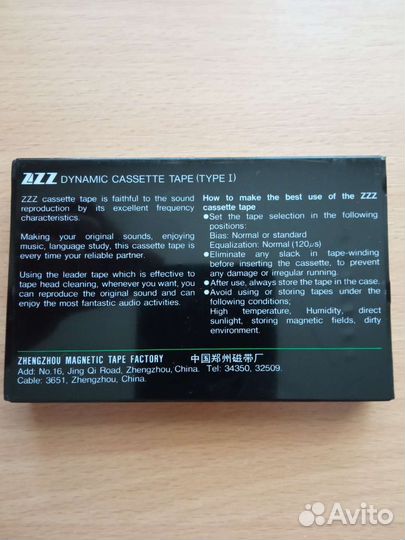 ZZZ DYNAMIC CASSETTE TAPE (TYPE I)
ZZZ cassette tape is faithful to the sound
reproduction by its excellent frequency
characteristics.
Making your original sounds, enjoying
music, language study, this cassette tape is
every time your reliable partner.
Using the leader tape which is effective to
tape head cleaning, whenever you want, you
can reproduce the original sound and can
enjoy the most fantastic audio activities.
How to make the best use of the ZZZ
cassette tape
●Set the tape selection in the following
positions:
Bias: Normal or standard
Equalization: Normal (120μs)
●Eliminate any slack in tape-winding
before inserting the cassette, to prevent
any damage or irregular running.
●After use, always store the tape in the case.
●Avoid using or storing tapes under the
following conditions;
High temperature, Humidity, direct
sunlight, storing magnetic fields, dirty
environment.
ZHENGZHOU MAGNETIC TAPE FACTORY 中国郑州磁带厂
Add: No.16, Jing Qi Road, Zhengzhou, China. Tel: 34350, 32509.
Cable: 3651, Zhengzhou, China.
Avito